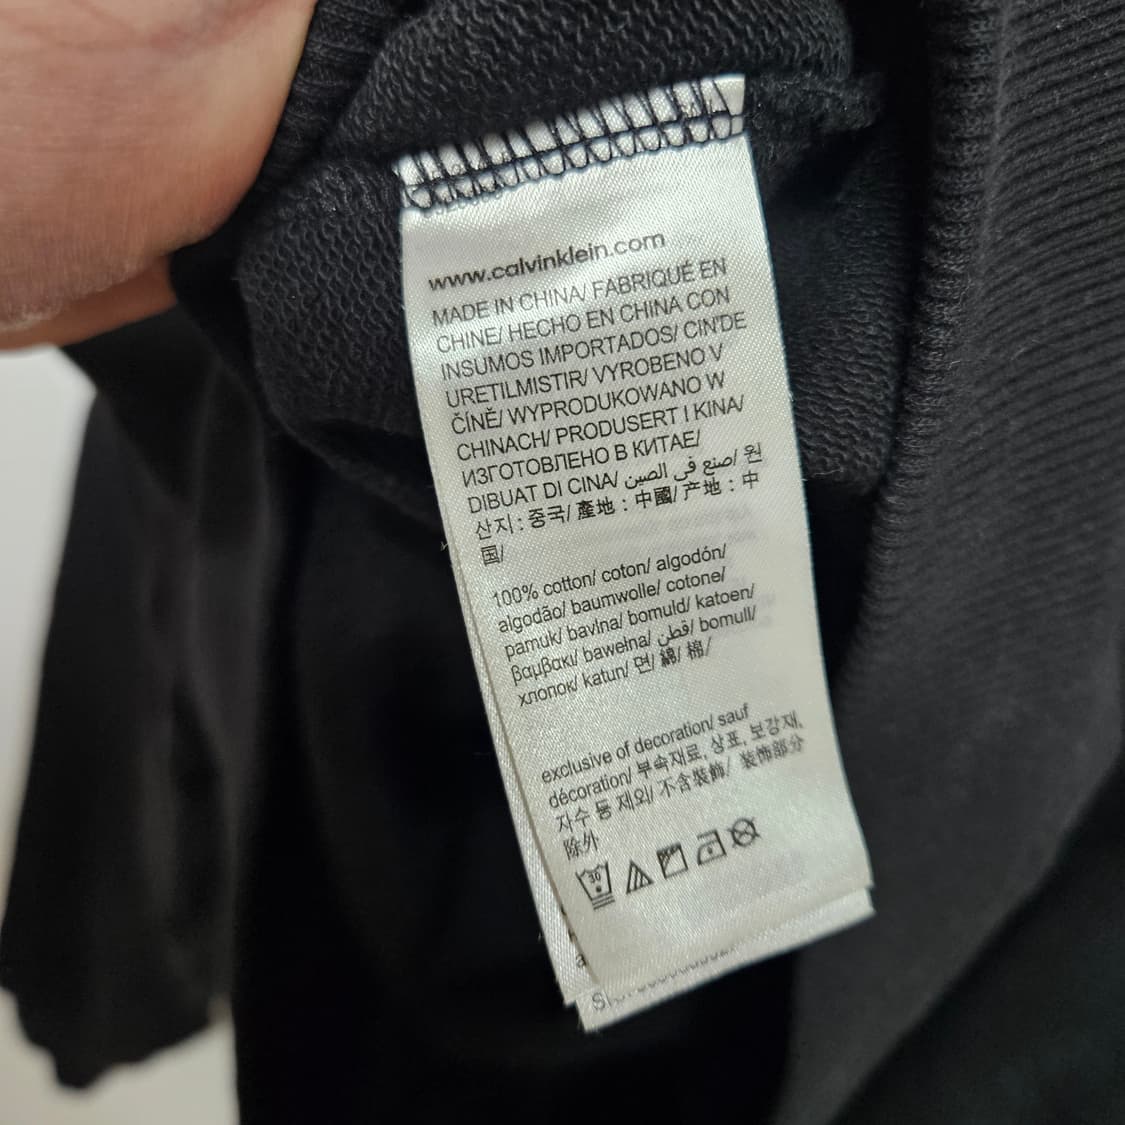 www.calvinklein.com
MADE IN CHINA/ FABRIQUÉ EN
CHINE/ HECHO EN CHINA CON
INSUMOS IMPORTADOS/ CIN'DE
URETILMISTIR/ VYROBENO V
ČÍNĚ/ WYPRODUKOWANO W
CHINACH/ PRODUSERT I KINA/
ИЗГОТОВЛЕНО В КИТАЕ/
DIBUAT DI CINA/ صنع في الصين/ 원
산지 : 중국/ 產地 : 中國/ 产地 : 中
国/
100% cotton/ coton/ algodón/
algodão/ baumwolle/ cotone/
pamuk/ bavlna/ bomuld/ katoen/
βαμβακι/ bawełna/ قطن/ bomull/
хлопок/ katun/ 면/ 綿/ 棉/
exclusive of decoration/ sauf
décoration/ 부속재료, 상표, 보강재,
자수 등 제외/ 不含裝飾/ 装饰部分
除外
30